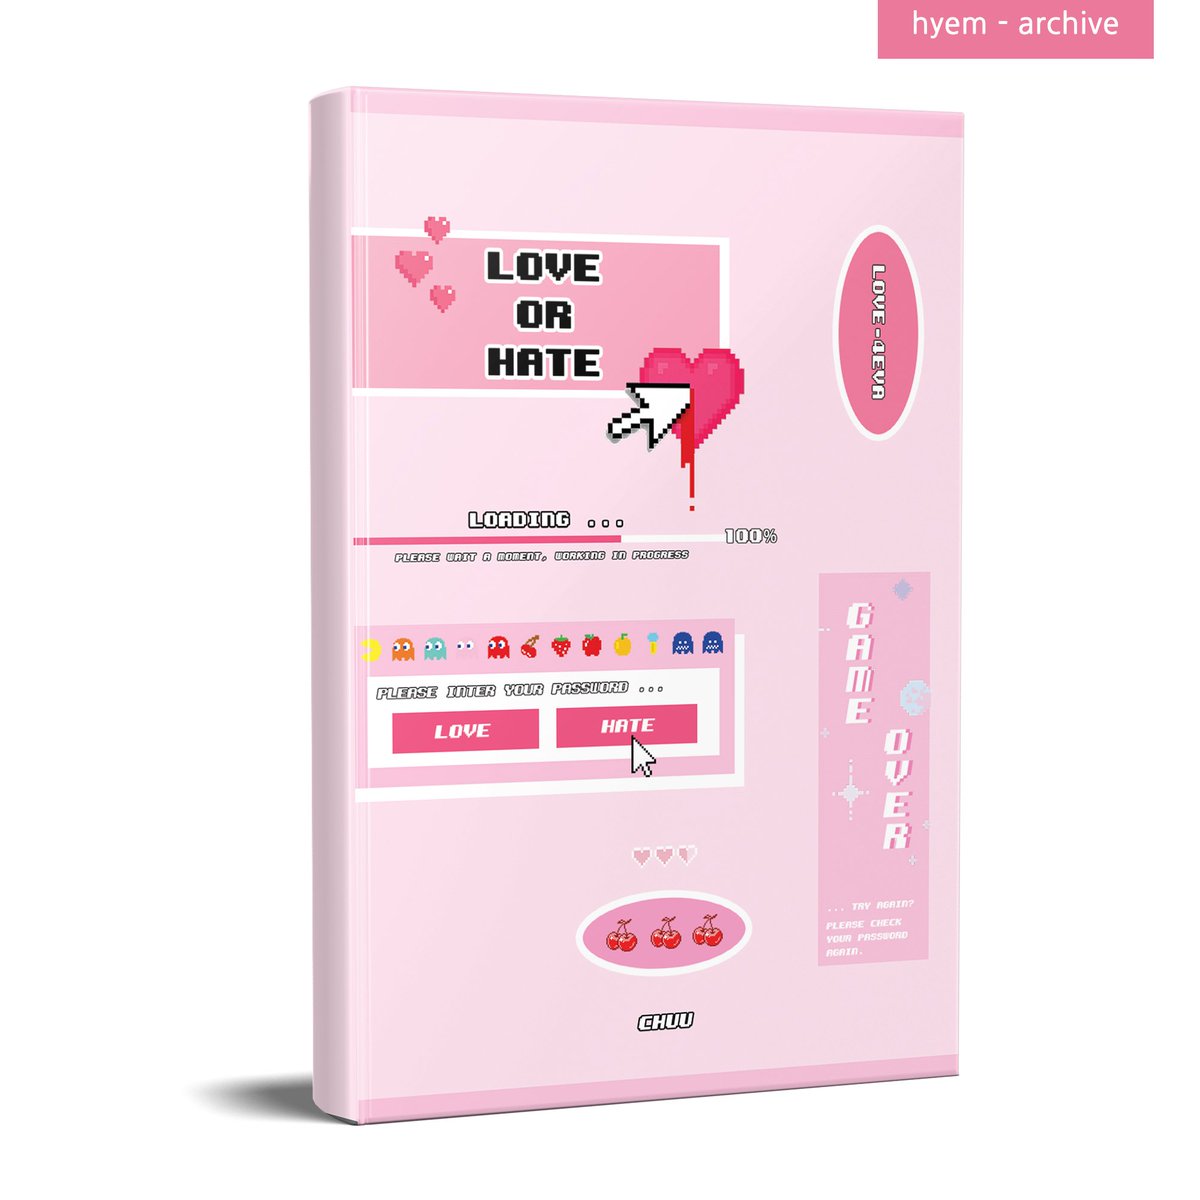 hyem - archive
LOVE
OR
HATE
LOVE-4EVA
LOADING ...
100%
PLEASE WAIT A MOMENT, WORKING IN PROGRESS
PLEASE INTER YOUR PASSWORD ...
LOVE
HATE
GAME
OVER
... TRY AGAIN?
PLEASE CHECK
YOUR PASSWORD
AGAIN.
CHUU